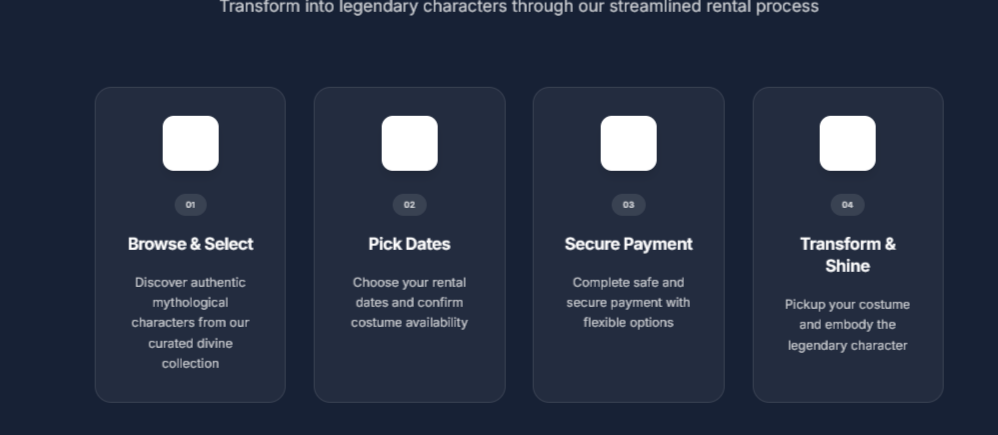 Transform into legendary characters through our streamlined rental process
01
Browse & Select
Discover authentic
mythological
characters from our
curated divine
collection
02
Pick Dates
Choose your rental
dates and confirm
costume availability
03
Secure Payment
Complete safe and
secure payment with
flexible options
04
Transform &
Shine
Pickup your costume
and embody the
legendary character